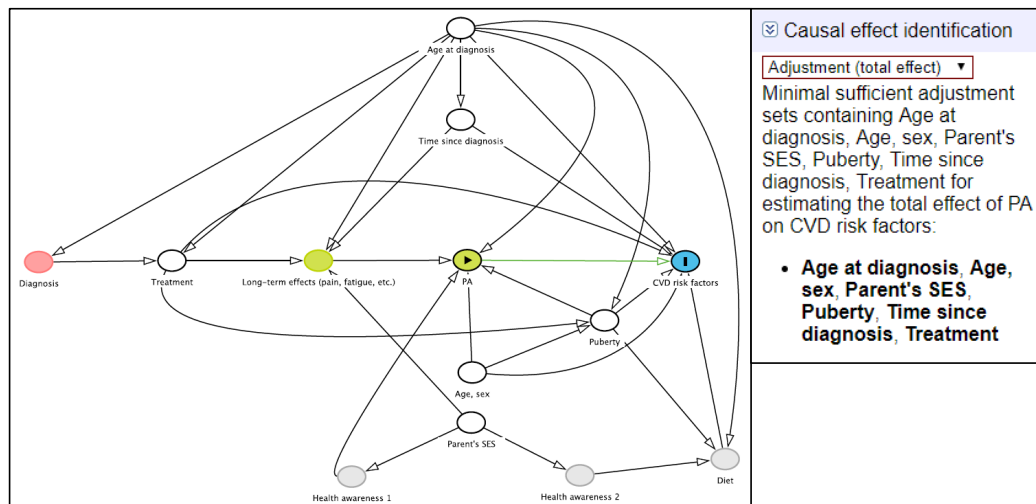 Age at diagnosis
Time since diagnosis
Diagnosis
Treatment
Long-term effects (pain, fatigue, etc.)
PA
CVD risk factors
Puberty
Age, sex
Parent's SES
Health awareness 1
Health awareness 2
Diet
Causal effect identification
Adjustment (total effect)
Minimal sufficient adjustment
sets containing Age at
diagnosis, Age, sex, Parent's
SES, Puberty, Time since
diagnosis, Treatment for
estimating the total effect of PA
on CVD risk factors:
• Age at diagnosis, Age,
sex, Parent's SES,
Puberty, Time since
diagnosis, Treatment